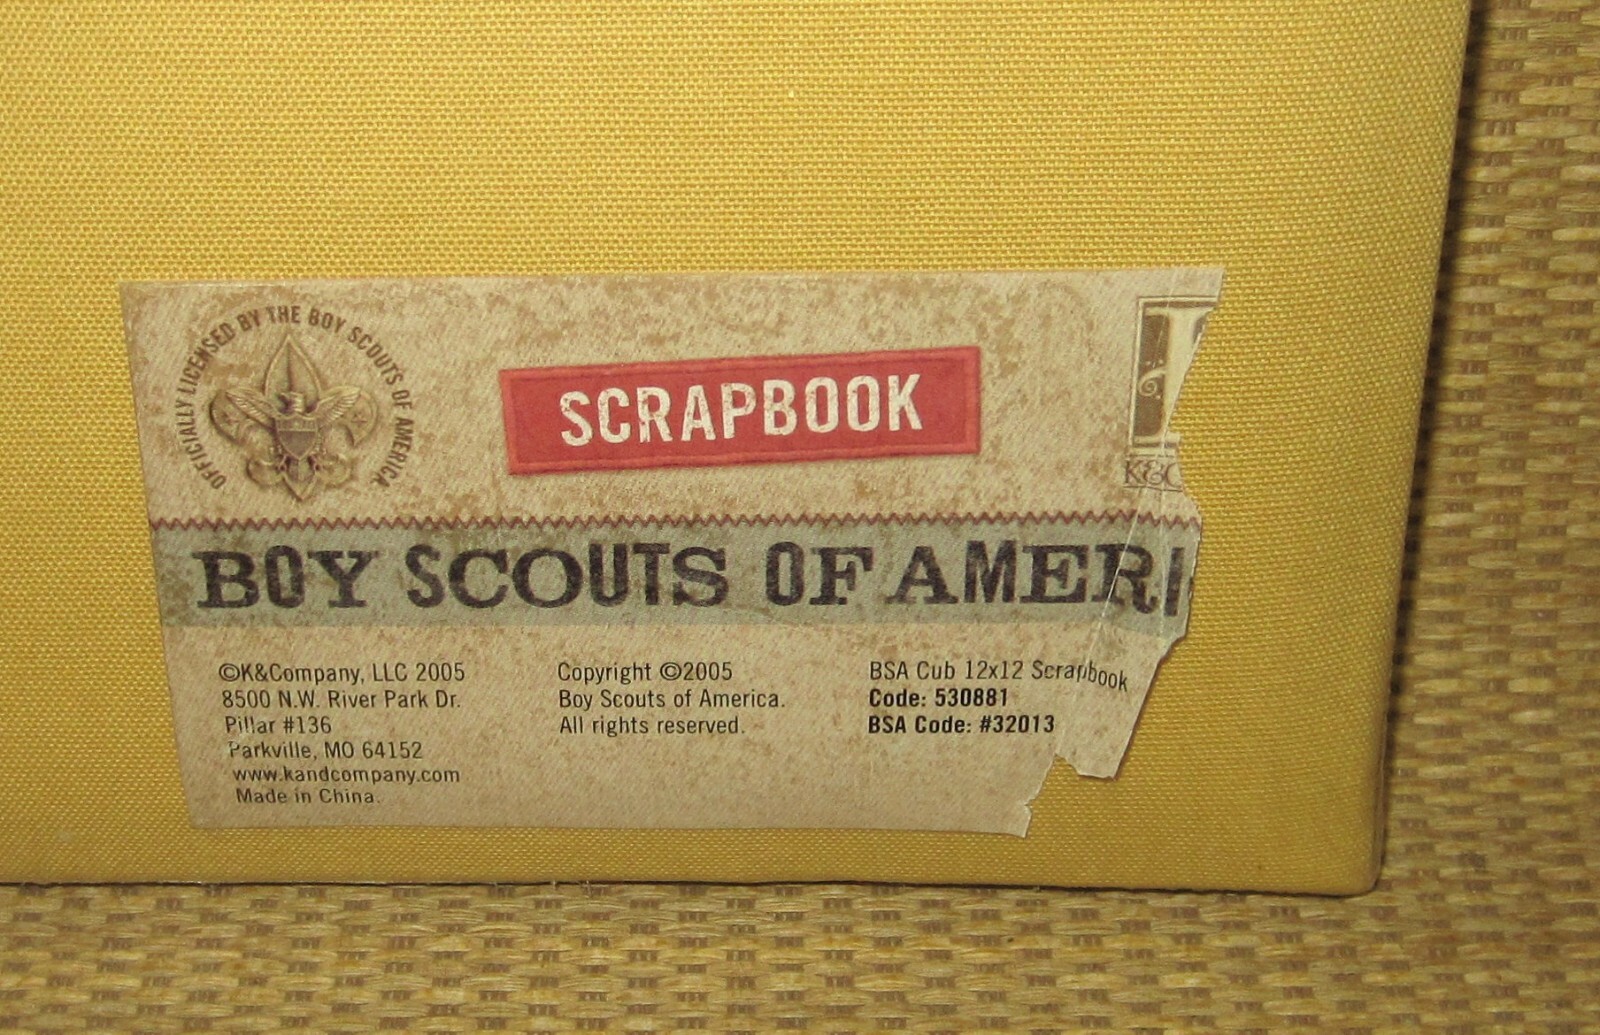 OFFICIALLY LICENSED BY THE BOY SCOUTS OF AMERICA
SCRAPBOOK
K&C
BOY SCOUTS OF AMERI
©K&Company, LLC 2005
8500 N.W. River Park Dr.
Pillar #136
Parkville, MO 64152
www.kandcompany.com
Made in China.
Copyright ©2005
Boy Scouts of America.
All rights reserved.
BSA Cub 12x12 Scrapbook
Code: 530881
BSA Code: #32013